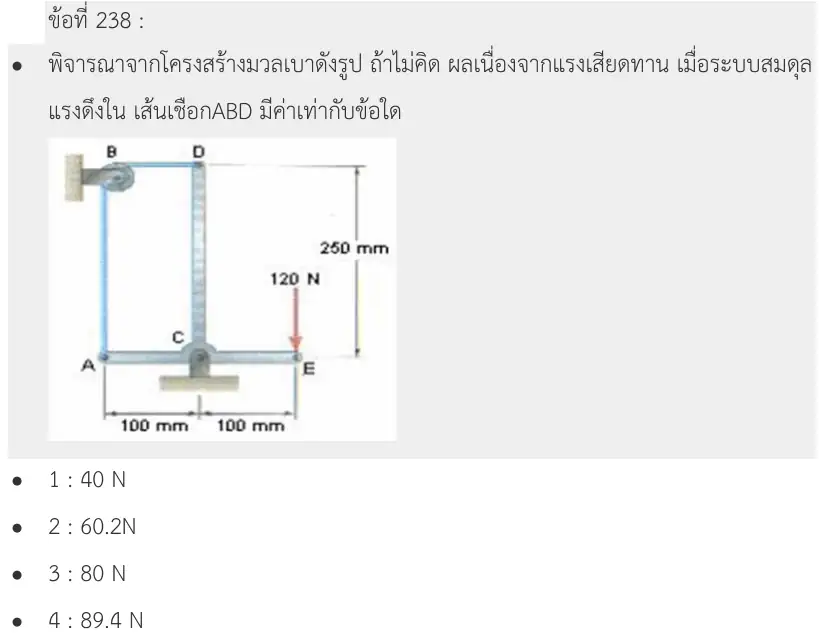 ข้อที่ 238 :
• พิจารณาจากโครงสร้างมวลเบาดังรูป ถ้าไม่คิด ผลเนื่องจากแรงเสียดทาน เมื่อระบบสมดุล
แรงดึงใน เส้นเชือกABD มีค่าเท่ากับข้อใด
B D
250 mm
120 N
C
A E
100 mm 100 mm
• 1 : 40 N
• 2 : 60.2N
• 3 : 80 N
• 4 : 89.4 N